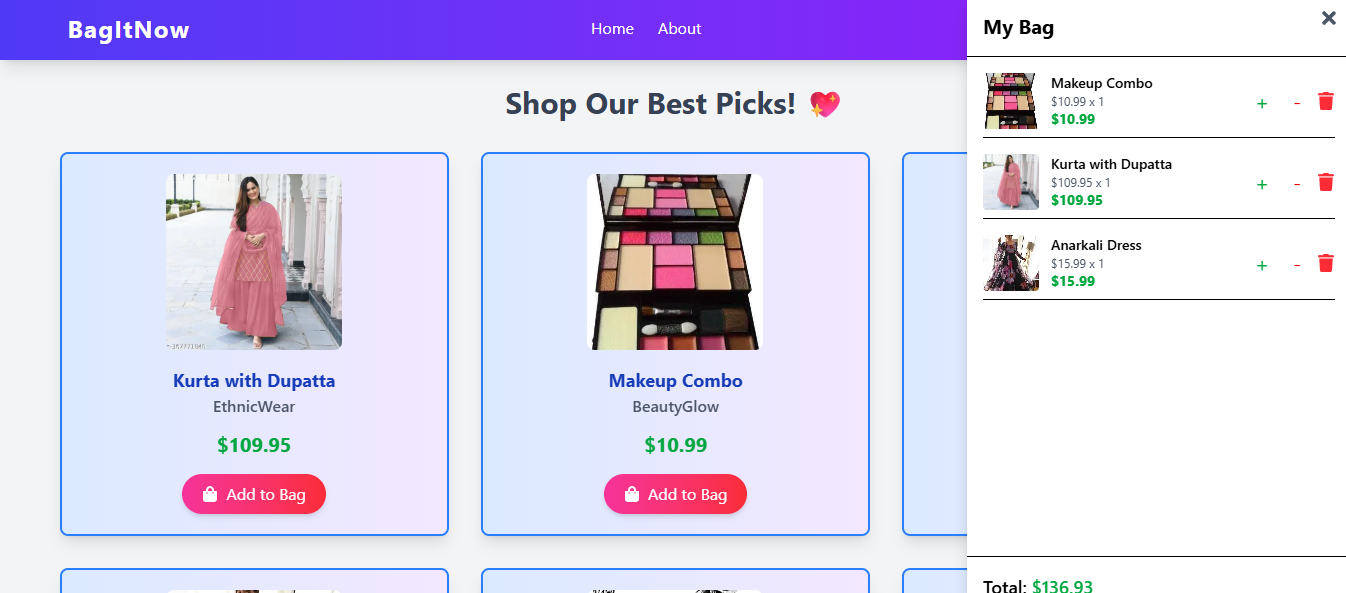 BagItNow
Home About
Shop Our Best Picks! 💖
Kurta with Dupatta
EthnicWear
$109.95
Add to Bag
Makeup Combo
BeautyGlow
$10.99
Add to Bag
My Bag
Makeup Combo
$10.99 x 1
$10.99
+ -
Kurta with Dupatta
$109.95 x 1
$109.95
+ -
Anarkali Dress
$15.99 x 1
$15.99
+ -
Total: $136.93